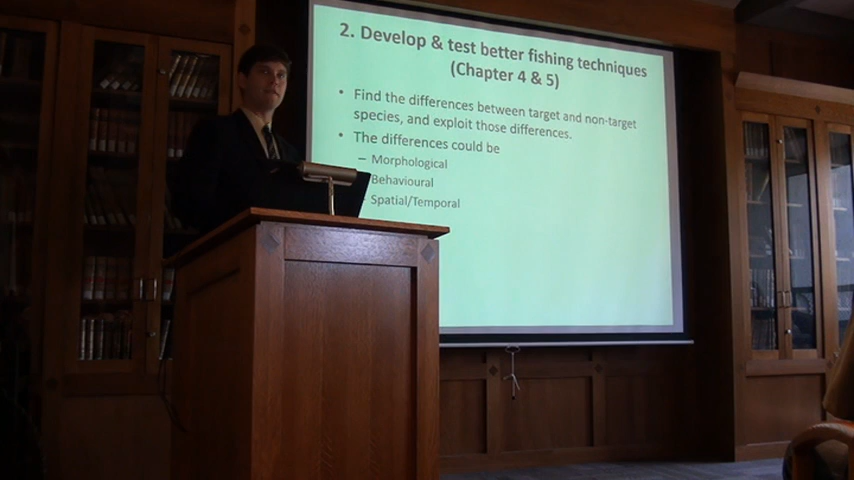 2. Develop & test better fishing techniques
(Chapter 4 & 5)
• Find the differences between target and non-target
species, and exploit those differences.
• The differences could be
– Morphological
– Behavioural
– Spatial/Temporal